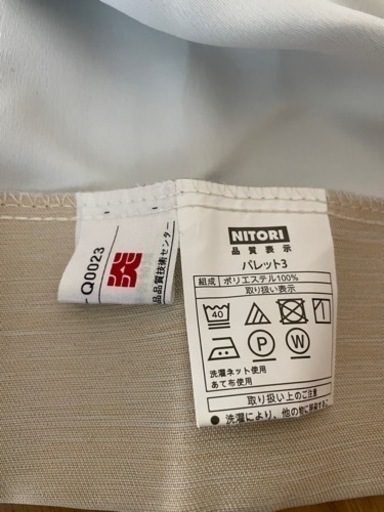 NITORI
品質表示
パレット3
組成 ポリエステル100%
取り扱い表示
40
P W
洗濯ネット使用
あて布使用
取り扱い上のご注意
● 洗濯により、他の物に
Q0023
品品質技術センター